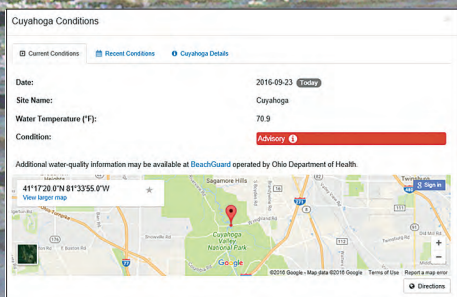 Cuyahoga Conditions
Current Conditions
Recent Conditions
Cuyahoga Details
Date: 2016-09-23 Today
Site Name: Cuyahoga
Water Temperature (°F): 70.9
Condition: Advisory
Additional water-quality information may be available at BeachGuard operated by Ohio Department of Health.
41°17'20.0"N 81°33'55.0"W
View larger map
Sagamore Hills
Twinsburg
Sign in
Heights
Cuyahoga
Valley
National Park
Google
©2016 Google - Map data ©2016 Google
Terms of Use
Report a map error
Directions